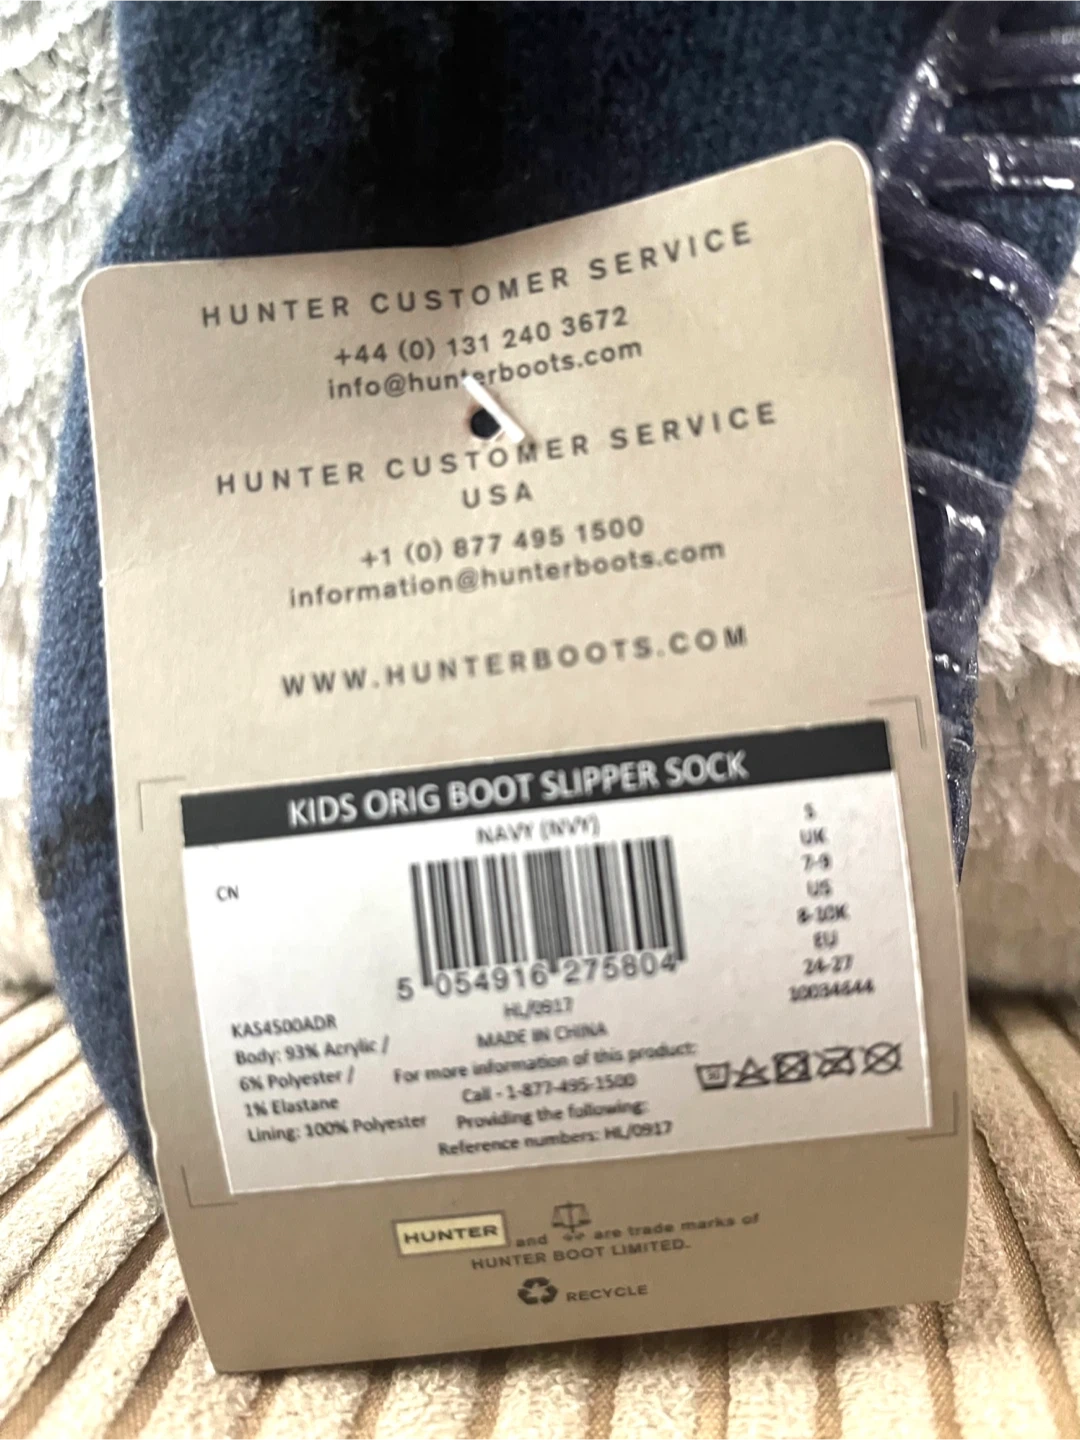 HUNTER CUSTOMER SERVICE
+44 (0) 131 240 3672
info@hunterboots.com
HUNTER CUSTOMER SERVICE
USA
+1 (0) 877 495 1500
information@hunterboots.com
WWW.HUNTERBOOTS.COM
KIDS ORIG BOOT SLIPPER SOCK
NAVY (NVY)
CN
S
UK
7-9
US
8-10K
EU
24-27
10034644
5 054916 275804
HL/0917
MADE IN CHINA
For more information of this product:
Call - 1-877-495-1500
Providing the following:
Reference numbers: HL/0917
KAS4500ADR
Body: 93% Acrylic /
6% Polyester /
1% Elastane
Lining: 100% Polyester
HUNTER and are trade marks of
HUNTER BOOT LIMITED.
RECYCLE